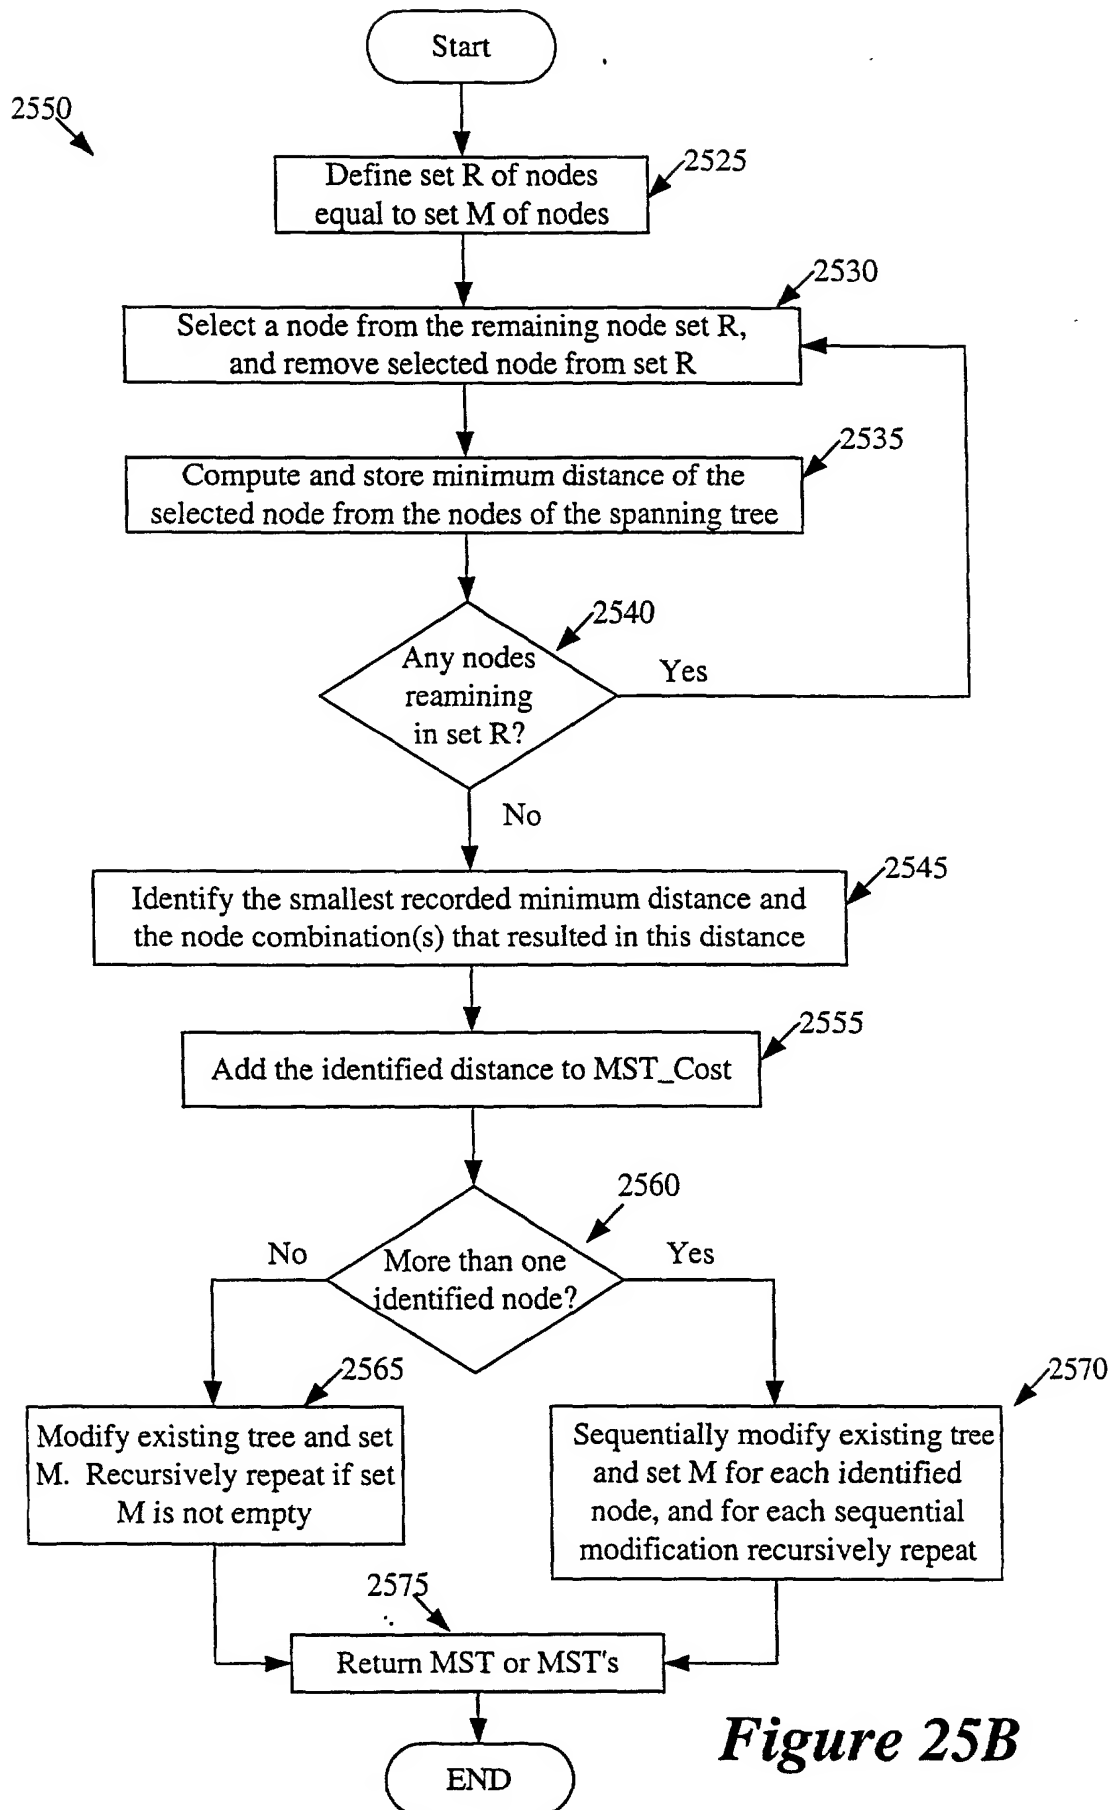 Start
2550
2525
Define set R of nodes
equal to set M of nodes
2530
Select a node from the remaining node set R,
and remove selected node from set R
2535
Compute and store minimum distance of the
selected node from the nodes of the spanning tree
2540
Any nodes
reamining
in set R?
Yes
No
2545
Identify the smallest recorded minimum distance and
the node combination(s) that resulted in this distance
2555
Add the identified distance to MST_Cost
2560
More than one
identified node?
No
Yes
2565
Modify existing tree and set
M. Recursively repeat if set
M is not empty
2570
Sequentially modify existing tree
and set M for each identified
node, and for each sequential
modification recursively repeat
2575
Return MST or MST's
END
Figure 25B